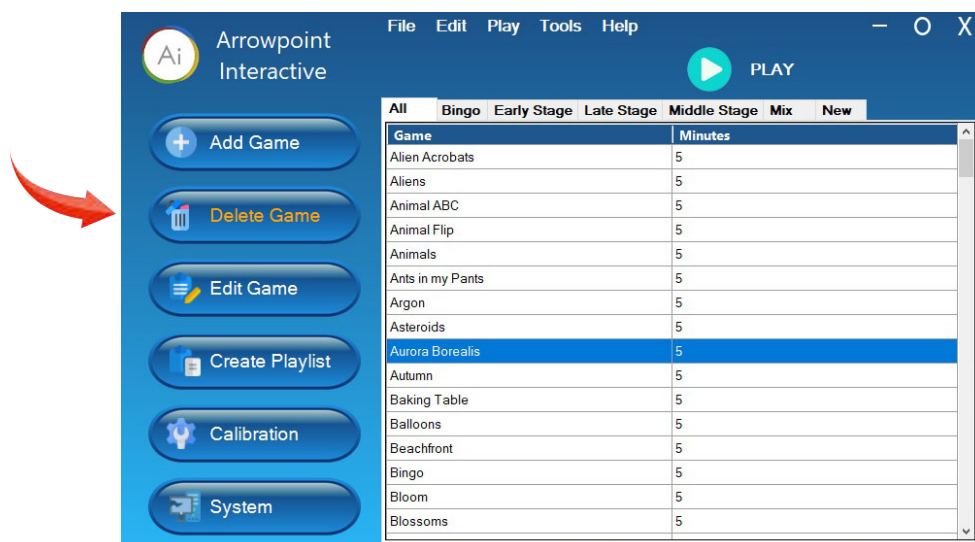 Ai
Arrowpoint
Interactive
File Edit Play Tools Help
PLAY
Add Game
Delete Game
Edit Game
Create Playlist
Calibration
System
All Bingo Early Stage Late Stage Middle Stage Mix New
Game Minutes
Alien Acrobats 5
Aliens 5
Animal ABC 5
Animal Flip 5
Animals 5
Ants in my Pants 5
Argon 5
Asteroids 5
Aurora Borealis 5
Autumn 5
Baking Table 5
Balloons 5
Beachfront 5
Bingo 5
Bloom 5
Blossoms 5